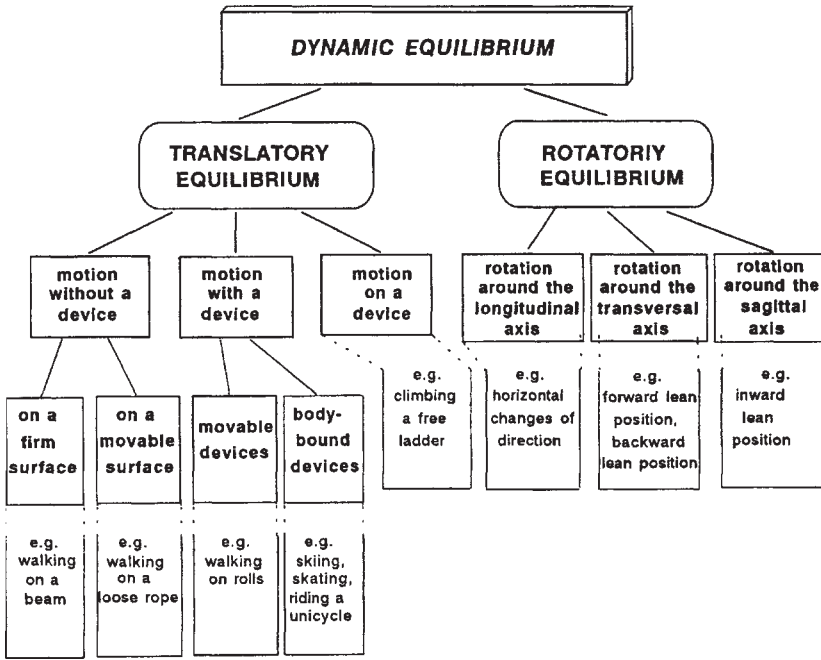 DYNAMIC EQUILIBRIUM
TRANSLATORY
EQUILIBRIUM
ROTATORIY
EQUILIBRIUM
motion
without a
device
motion
with a
device
motion
on a
device
rotation
around the
longitudinal
axis
rotation
around the
transversal
axis
rotation
around the
sagittal
axis
on a
firm
surface
on a
movable
surface
movable
devices
body-
bound
devices
e.g.
climbing
a free
ladder
e.g.
horizontal
changes of
direction
e.g.
forward lean
position,
backward
lean position
e.g.
inward
lean
position
e.g.
walking
on a
beam
e.g.
walking
on a
loose rope
e.g.
walking
on rolls
e.g.
skiing,
skating,
riding a
unicycle